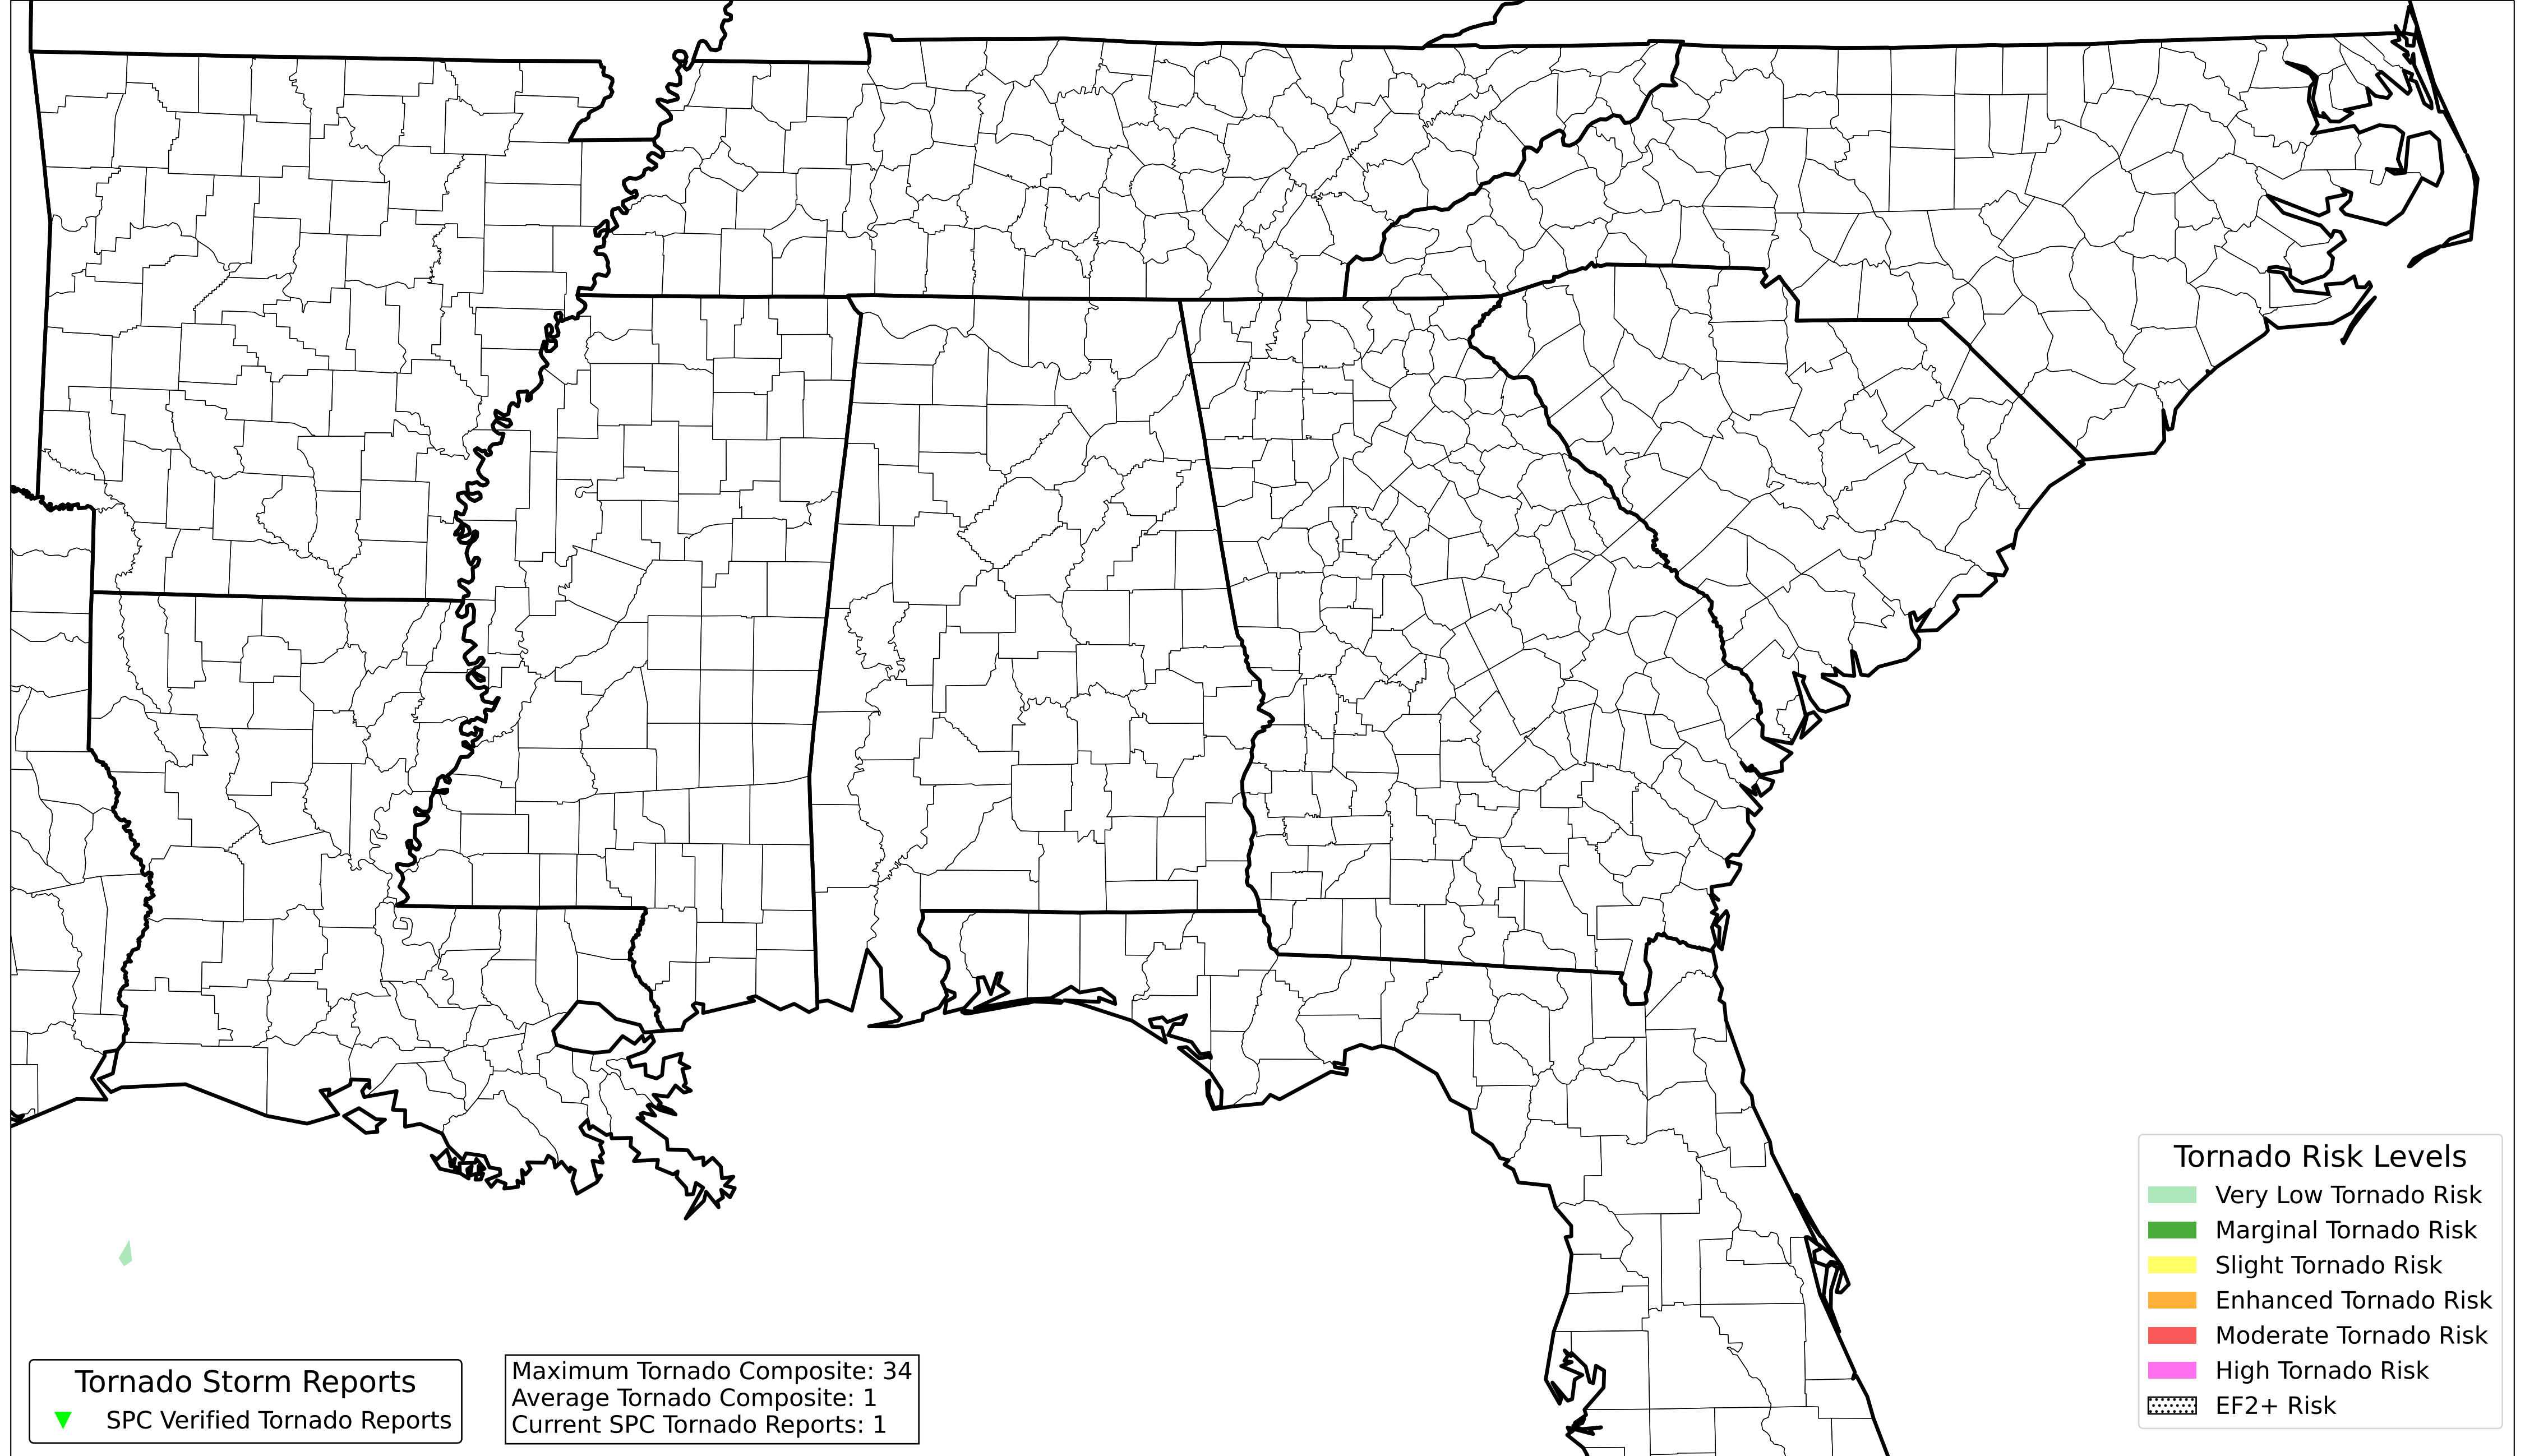 Tornado Risk Levels
Very Low Tornado Risk
Marginal Tornado Risk
Slight Tornado Risk
Enhanced Tornado Risk
Moderate Tornado Risk
High Tornado Risk
EF2+ Risk
Tornado Storm Reports
SPC Verified Tornado Reports
Maximum Tornado Composite: 34
Average Tornado Composite: 1
Current SPC Tornado Reports: 1